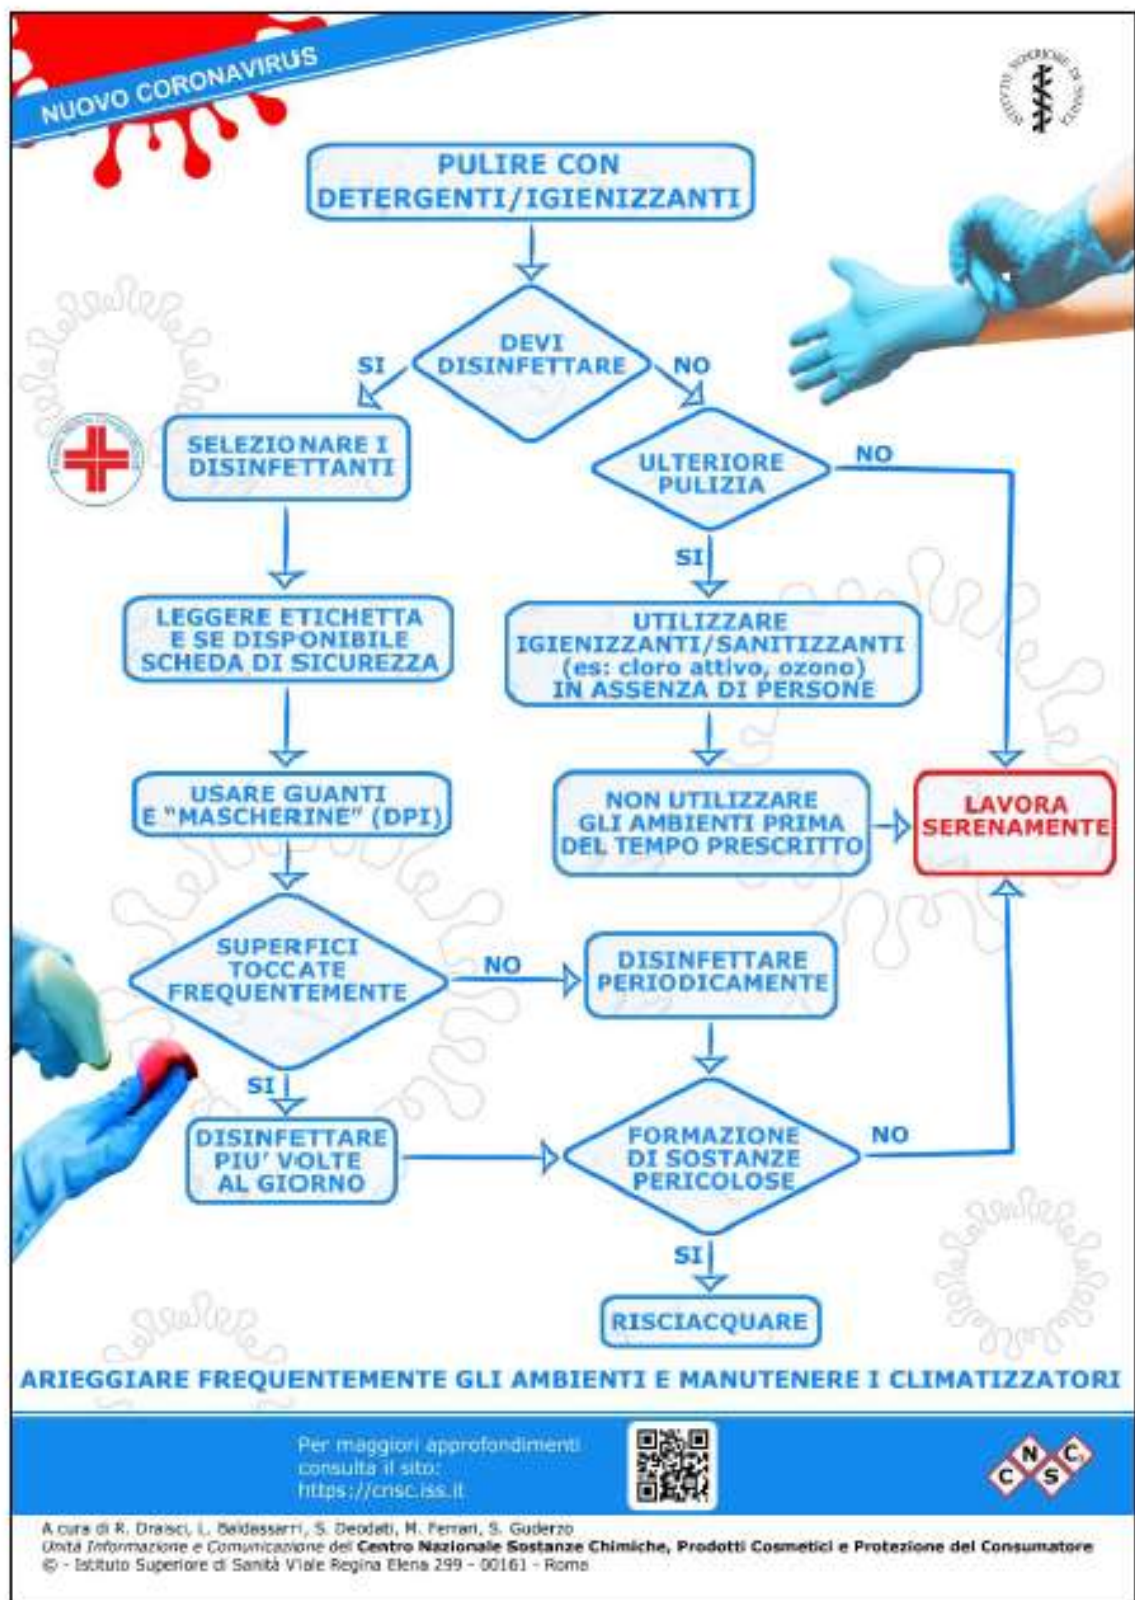 NUOVO CORONAVIRUS
ISTITUTO SUPERIORE DI SANITÀ
PULIRE CON
DETERGENTI/IGIENIZZANTI
DEVI
DISINFETTARE
SI
NO
SELEZIONARE I
DISINFETTANTI
ULTERIORE
PULIZIA
NO
SI
LEGGERE ETICHETTA
E SE DISPONIBILE
SCHEDA DI SICUREZZA
UTILIZZARE
IGIENIZZANTI/SANITIZZANTI
(es: cloro attivo, ozono)
IN ASSENZA DI PERSONE
USARE GUANTI
E "MASCHERINE" (DPI)
NON UTILIZZARE
GLI AMBIENTI PRIMA
DEL TEMPO PRESCRITTO
LAVORA
SERENAMENTE
SUPERFICI
TOCCATE
FREQUENTEMENTE
NO
DISINFETTARE
PERIODICAMENTE
SI
DISINFETTARE
PIU' VOLTE
AL GIORNO
FORMAZIONE
DI SOSTANZE
PERICOLOSE
NO
SI
RISCIACQUARE
ARIEGGIARE FREQUENTEMENTE GLI AMBIENTI E MANUTENERE I CLIMATIZZATORI
Per maggiori approfondimenti
consulta il sito:
https://cnsc.iss.it
C N S C
A cura di R. Draisci, L. Baldassarri, S. Deodati, M. Ferrari, S. Guderzo
Unità Informazione e Comunicazione del Centro Nazionale Sostanze Chimiche, Prodotti Cosmetici e Protezione del Consumatore
© - Istituto Superiore di Sanità Viale Regina Elena 299 - 00161 - Roma